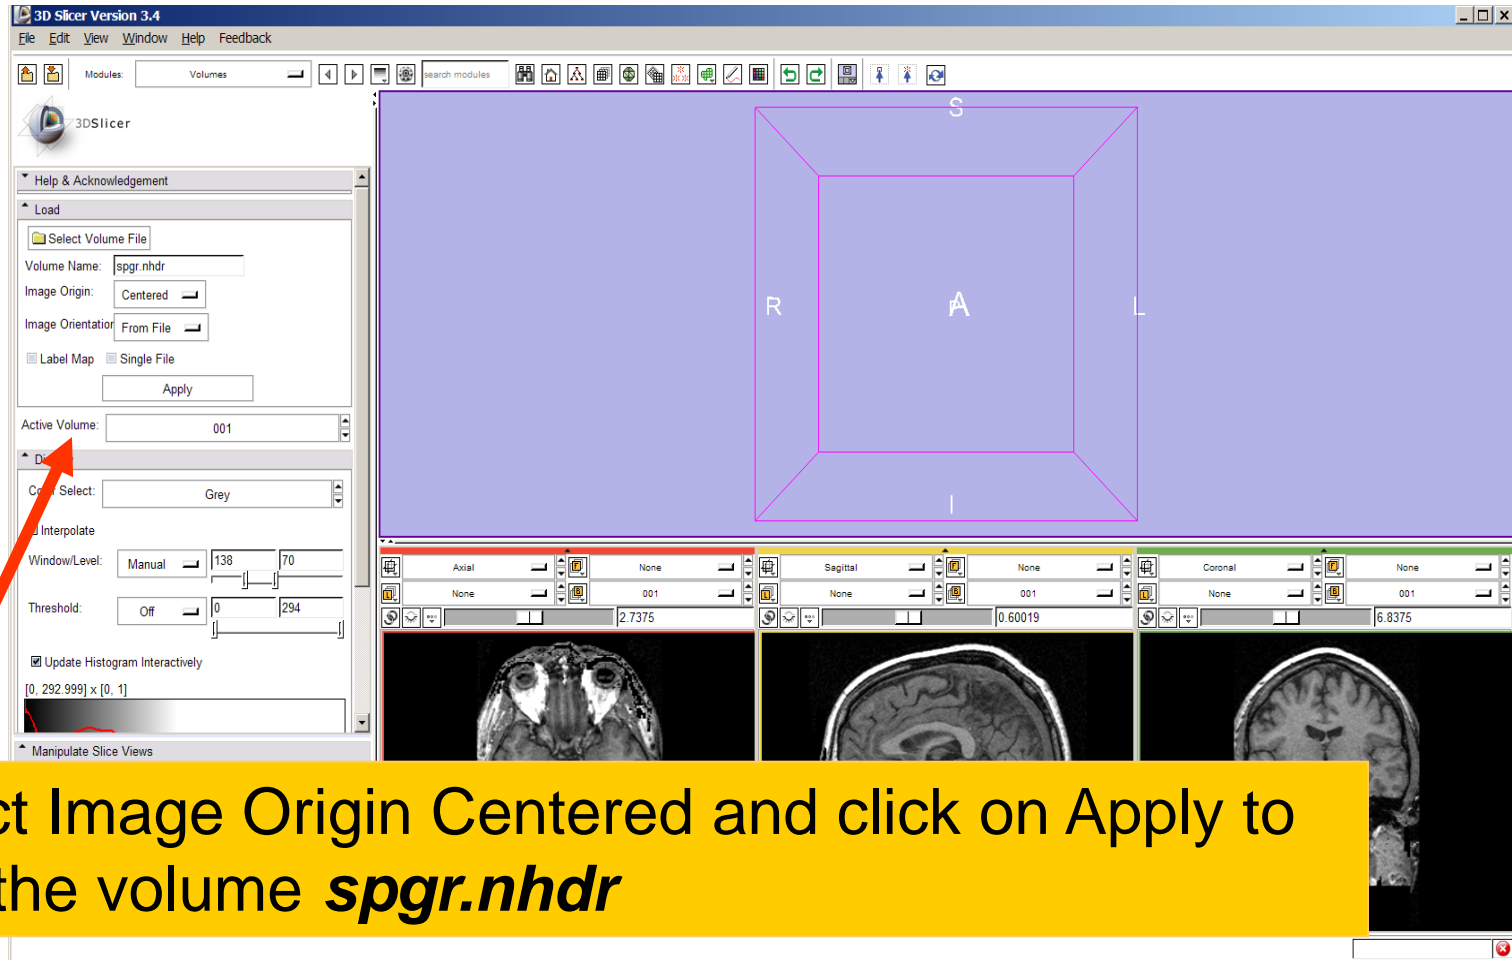 3D Slicer Version 3.4
File Edit View Window Help Feedback
Modules: Volumes search modules
3DSlicer
Help & Acknowledgement
Load
Select Volume File
Volume Name: spgr.nhdr
Image Origin: Centered
Image Orientation From File
Label Map Single File
Apply
Active Volume: 001
Select: Grey
Interpolate
Window/Level: Manual 138 70
Threshold: Off 0 294
Update Histogram Interactively
[0, 292.999] x [0, 1]
Manipulate Slice Views
S
R A L
I
Axial None
None 001
2.7375
Sagittal None
None 001
0.60019
Coronal None
None 001
6.8375
ct Image Origin Centered and click on Apply to
the volume spgr.nhdr